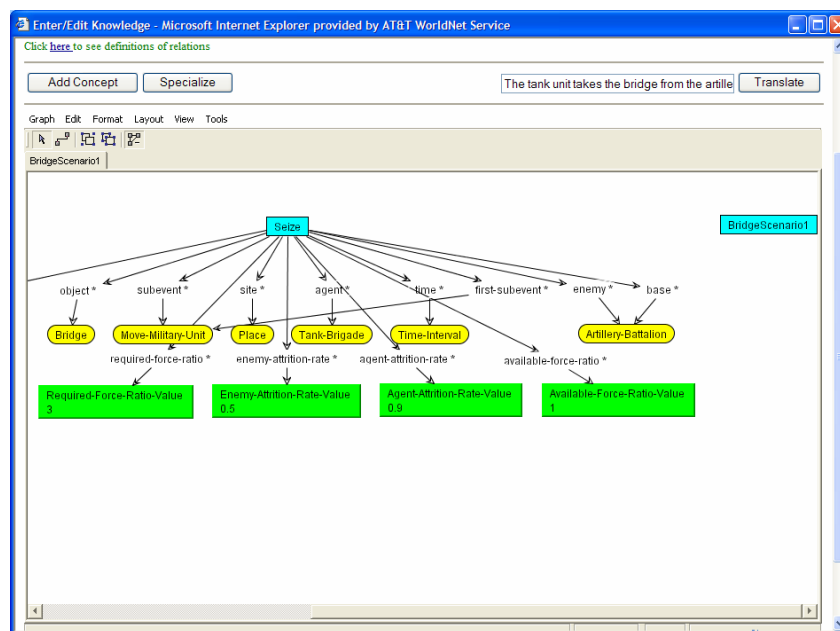 Enter/Edit Knowledge - Microsoft Internet Explorer provided by AT&T WorldNet Service
Click here to see definitions of relations
Add Concept Specialize The tank unit takes the bridge from the artille Translate
Graph Edit Format Layout View Tools
BridgeScenario1
Seize BridgeScenario1
object * subevent * site * agent * time * first-subevent * enemy * base *
Bridge Move-Military-Unit Place Tank-Brigade Time-Interval Artillery-Battalion
required-force-ratio * enemy-attrition-rate * agent-attrition-rate * available-force-ratio *
Required-Force-Ratio-Value Enemy-Attrition-Rate-Value Agent-Attrition-Rate-Value Available-Force-Ratio-Value
3 0.5 0.9 1